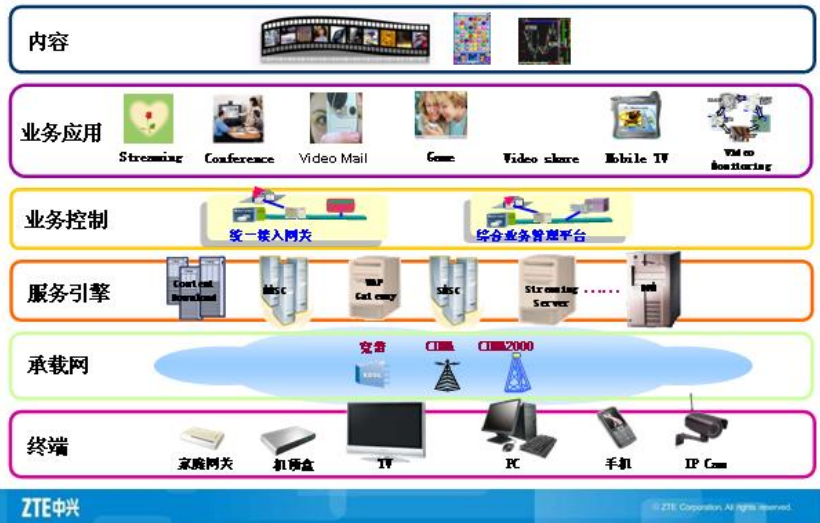 内容
业务应用
Streaming
Conference
Video Mail
Game
Video share
Mobile TV
Video
Monitoring
业务控制
统一接入网关
综合业务管理平台
服务引擎
Content
Download
MMSC
WAP
Gateway
SMSC
Streaming
Server
......
承载网
宽带
CDMA
CDMA2000
终端
家庭网关
机顶盒
TV
PC
手机
IP Cam
ZTE中兴
© ZTE Corporation. All rights reserved.